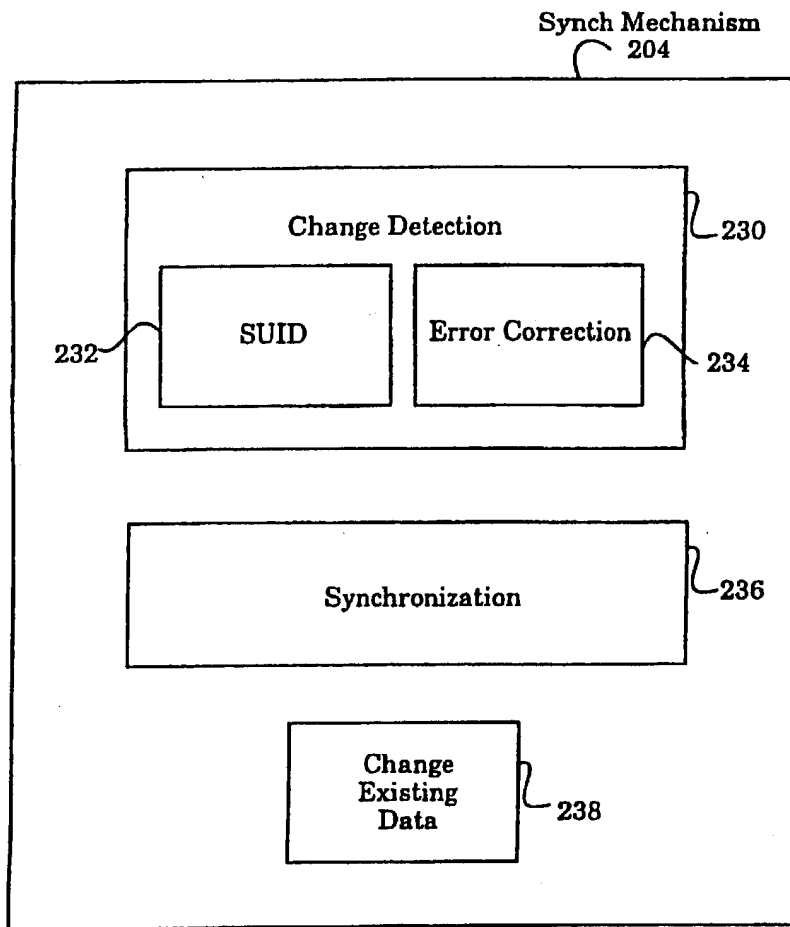 Synch Mechanism
204
Change Detection
230
SUID
Error Correction
232
234
Synchronization
236
Change
Existing
Data
238